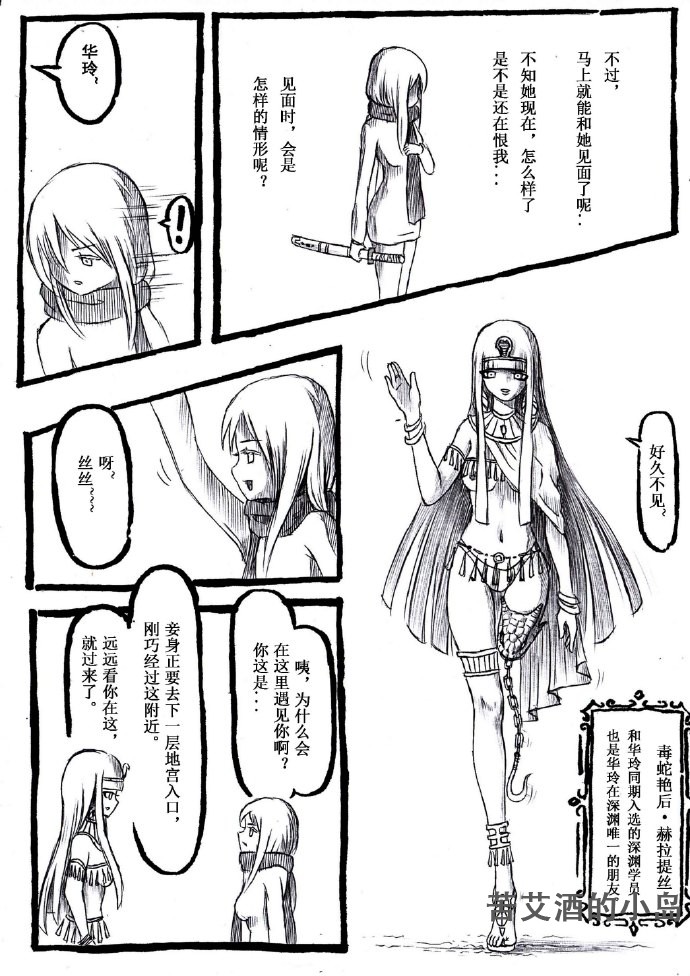 不过，
马上就能和她见面了呢··
不知她现在，怎么样了
是不是还在恨我···
见面时，会是
怎样的情形呢？
华玲~
！
好久不见~
呀~
丝丝~~
毒蛇艳后·赫拉提丝
和华玲同期入选的深渊学员
也是华玲在深渊唯一的朋友
咦，为什么会
在这里遇见你啊？
你这是···
妾身正要去下一层地宫入口，
刚巧经过这附近。
远远看你在这，
就过来了。
苦艾酒的小岛